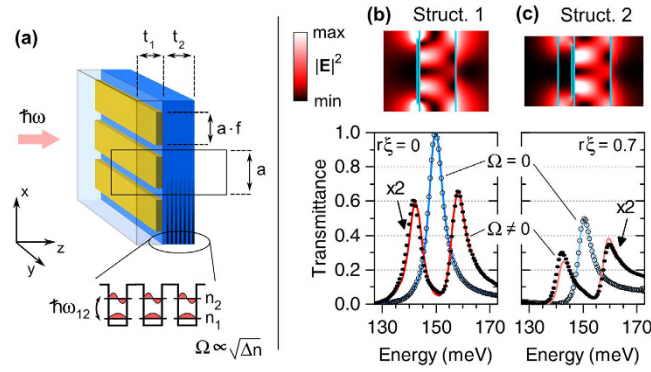 (a)
t₁ t₂
ħω
a · f
a
x
z
y
ħω₁₂
n₂
n₁
Ω ∝ √Δn
max
|E|²
min
(b) Struct. 1
(c) Struct. 2
Transmittance
1.0
0.8
0.6
0.4
0.2
0.0
rξ = 0
x2
Ω = 0
Ω ≠ 0
130 150 170
Energy (meV)
rξ = 0.7
x2
130 150 170
Energy (meV)